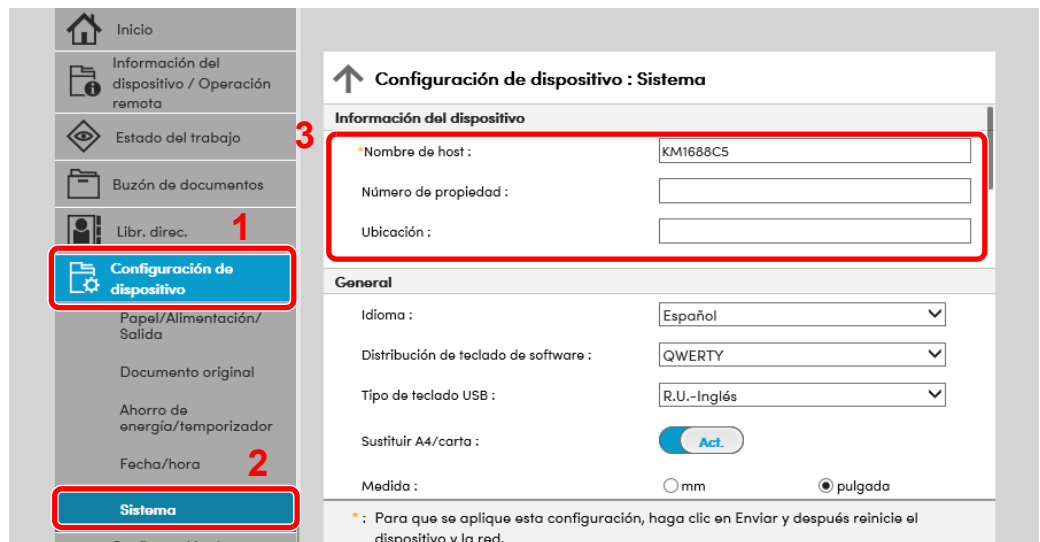 Inicio
Información del
dispositivo / Operación
remota
Estado del trabajo
Buzón de documentos
Libr. direc.
1
Configuración de
dispositivo
Papel/Alimentación/
Salida
Documento original
Ahorro de
energía/temporizador
Fecha/hora
2
Sistema
Configuración de dispositivo : Sistema
Información del dispositivo
3
*Nombre de host :
KM1688C5
Número de propiedad :
Ubicación :
General
Idioma :
Español
Distribución de teclado de software :
QWERTY
Tipo de teclado USB :
R.U.-Inglés
Sustituir A4/carta :
Act.
Medida :
mm
pulgada
* : Para que se aplique esta configuración, haga clic en Enviar y después reinicie el
dispositivo y la red.